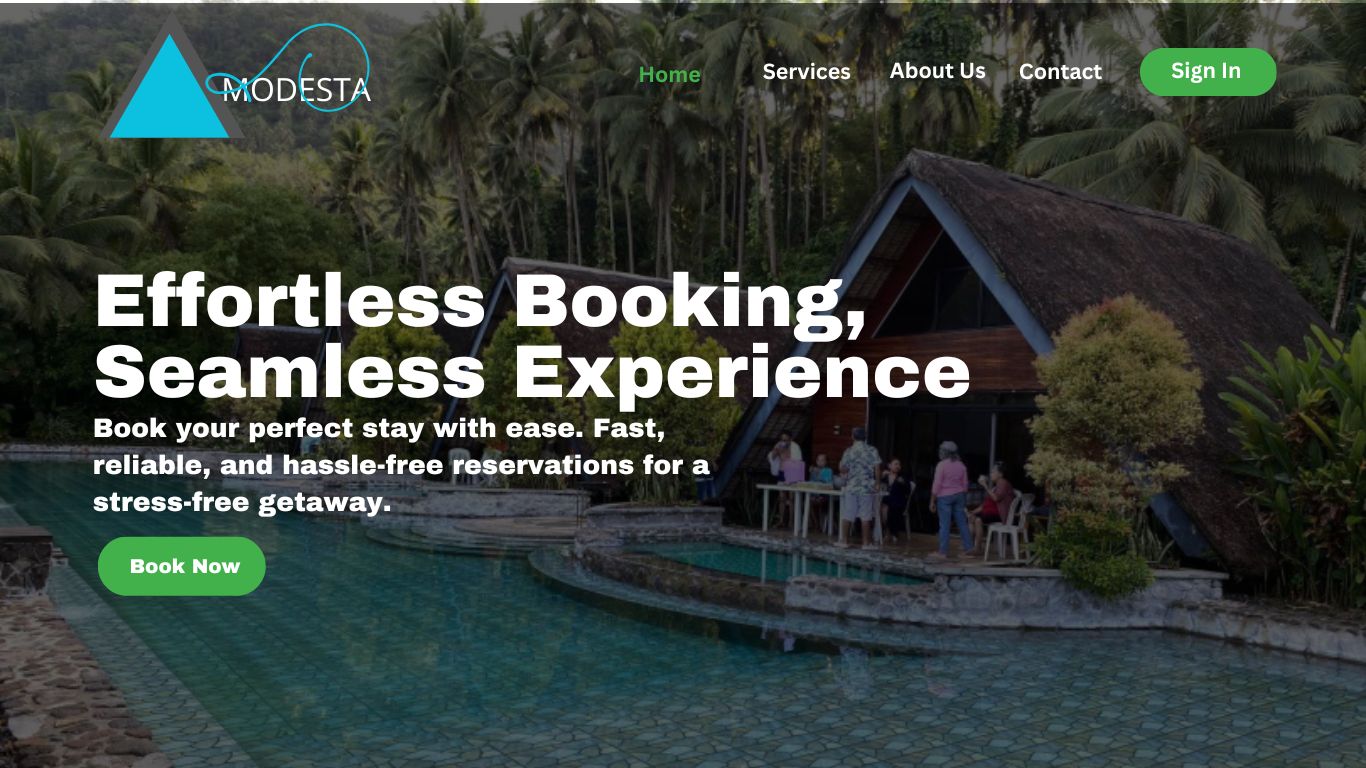 MODESTA
Home
Services
About Us
Contact
Sign In
Effortless Booking,
Seamless Experience
Book your perfect stay with ease. Fast,
reliable, and hassle-free reservations for a
stress-free getaway.
Book Now